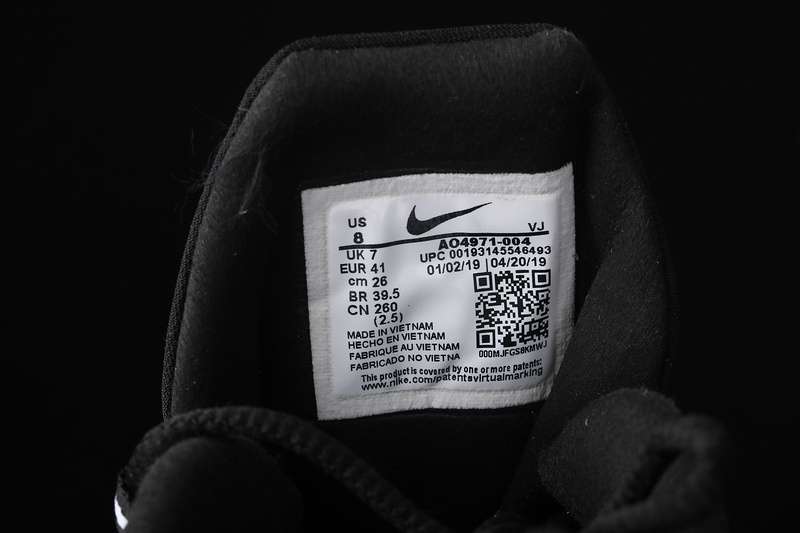 US
8
VJ
AO4971-004
UK 7
UPC 00193145546493
EUR 41
01/02/19 04/20/19
cm 26
BR 39.5
CN 260
(2.5)
MADE IN VIETNAM
HECHO EN VIETNAM
FABRIQUE AU VIETNAM
FABRICADO NO VIETNA
000MJFGS8KMWJ
This product is covered by one or more patents:
www.nike.com/patentsvirtualmarking